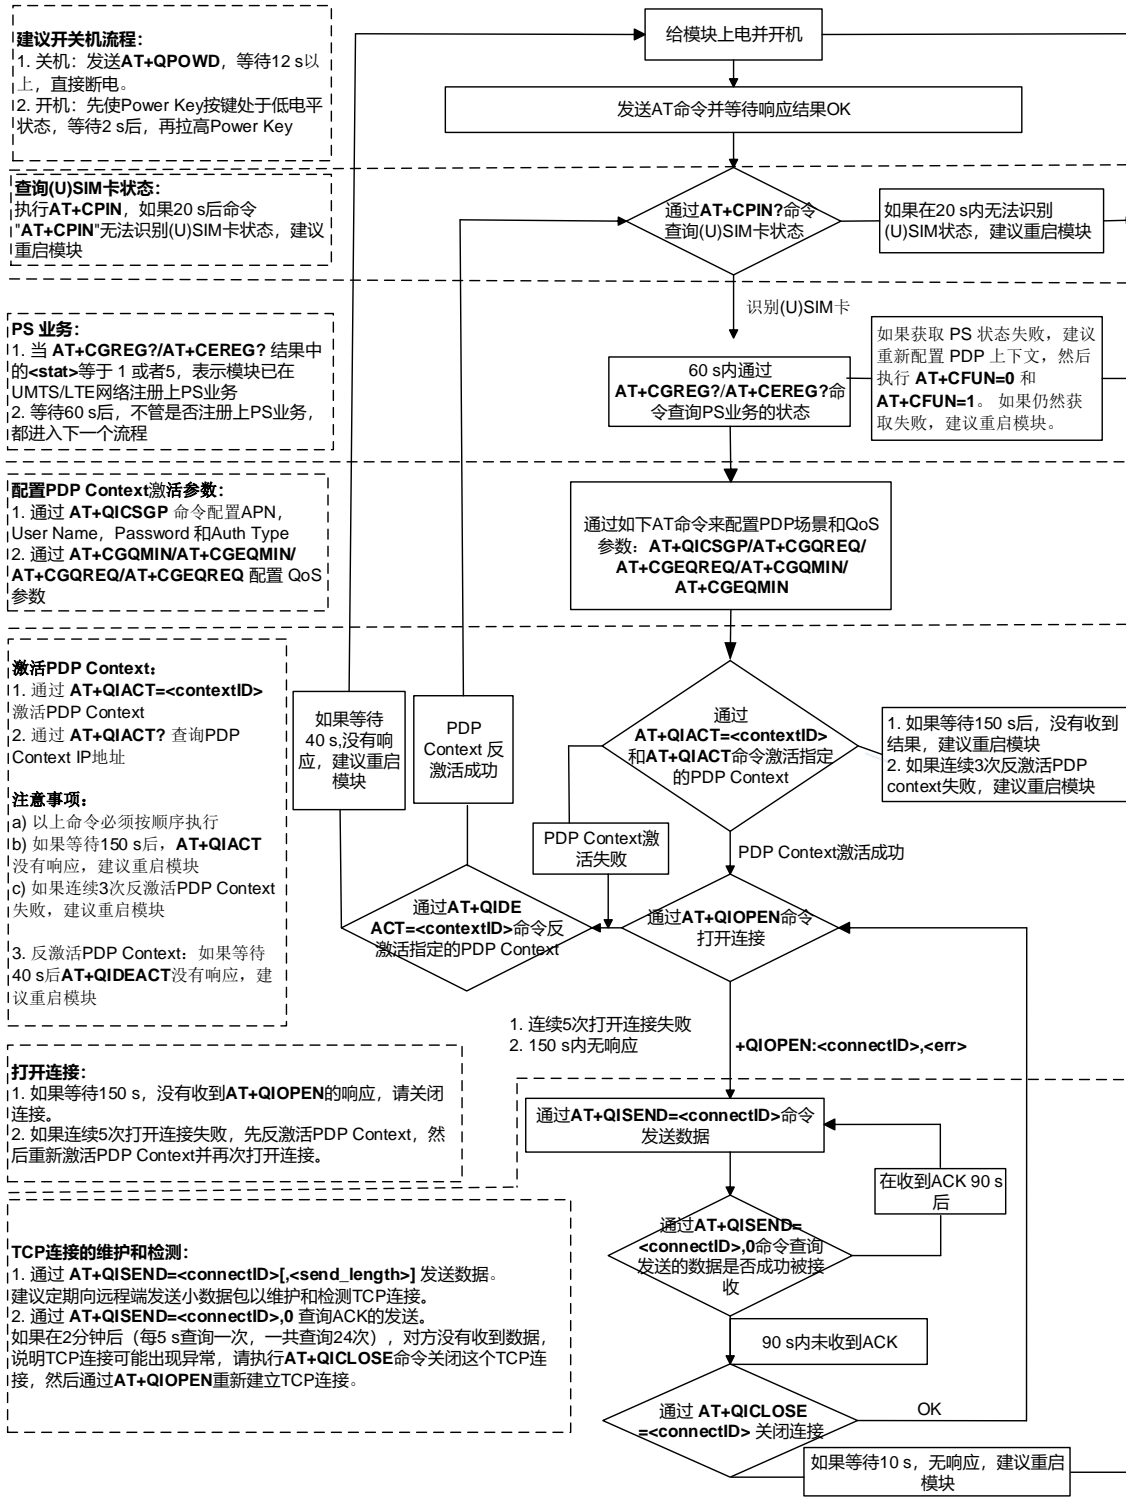 给模块上电并开机
建议开关机流程：
1. 关机：发送AT+QPOWD，等待12 s以
上，直接断电。
2. 开机：先使Power Key按键处于低电平
状态，等待2 s后，再拉高Power Key
发送AT命令并等待响应结果OK
查询(U)SIM卡状态：
执行AT+CPIN，如果20 s后命令
"AT+CPIN"无法识别(U)SIM卡状态，建议
重启模块
通过AT+CPIN?命令
查询(U)SIM卡状态
如果在20 s内无法识别
(U)SIM状态，建议重启模块
识别(U)SIM卡
PS 业务：
1. 当 AT+CGREG?/AT+CEREG? 结果中
的<stat>等于 1 或者5，表示模块已在
UMTS/LTE网络注册上PS业务
2. 等待60 s后，不管是否注册上PS业务，
都进入下一个流程
60 s内通过
AT+CGREG?/AT+CEREG?命
令查询PS业务的状态
如果获取 PS 状态失败，建议
重新配置 PDP 上下文，然后
执行 AT+CFUN=0 和
AT+CFUN=1。 如果仍然获
取失败，建议重启模块。
配置PDP Context激活参数：
1. 通过 AT+QICSGP 命令配置APN，
User Name，Password 和Auth Type
2. 通过 AT+CGQMIN/AT+CGEQMIN/
AT+CGQREQ/AT+CGEQREQ 配置 QoS
参数
通过如下AT命令来配置PDP场景和QoS
参数：AT+QICSGP/AT+CGQREQ/
AT+CGEQREQ/AT+CGQMIN/
AT+CGEQMIN
激活PDP Context：
1. 通过 AT+QIACT=<contextID>
激活PDP Context
2. 通过 AT+QIACT? 查询PDP
Context IP地址
注意事项：
a) 以上命令必须按顺序执行
b) 如果等待150 s后，AT+QIACT
没有响应，建议重启模块
c) 如果连续3次反激活PDP Context
失败，建议重启模块
3. 反激活PDP Context：如果等待
40 s后AT+QIDEACT没有响应，建
议重启模块
如果等待
40 s,没有响
应，建议重启
模块
PDP
Context 反
激活成功
通过
AT+QIACT=<contextID>
和AT+QIACT命令激活指定
的PDP Context
1. 如果等待150 s后，没有收到
结果，建议重启模块
2. 如果连续3次反激活PDP
context失败，建议重启模块
PDP Context激
活失败
PDP Context激活成功
通过AT+QIDE
ACT=<contextID>命令反
激活指定的PDP Context
通过AT+QIOPEN命令
打开连接
1. 连续5次打开连接失败
2. 150 s内无响应
+QIOPEN:<connectID>,<err>
打开连接：
1. 如果等待150 s，没有收到AT+QIOPEN的响应，请关闭
连接。
2. 如果连续5次打开连接失败，先反激活PDP Context，然
后重新激活PDP Context并再次打开连接。
通过AT+QISEND=<connectID>命令
发送数据
在收到ACK 90 s
后
通过AT+QISEND=
<connectID>,0命令查询
发送的数据是否成功被接
收
TCP连接的维护和检测：
1. 通过 AT+QISEND=<connectID>[,<send_length>] 发送数据。
建议定期向远程端发送小数据包以维护和检测TCP连接。
2. 通过 AT+QISEND=<connectID>,0 查询ACK的发送。
如果在2分钟后（每5 s查询一次，一共查询24次），对方没有收到数据，
说明TCP连接可能出现异常，请执行AT+QICLOSE命令关闭这个TCP连
接，然后通过AT+QIOPEN重新建立TCP连接。
90 s内未收到ACK
通过 AT+QICLOSE
=<connectID> 关闭连接
OK
如果等待10 s，无响应，建议重启
模块